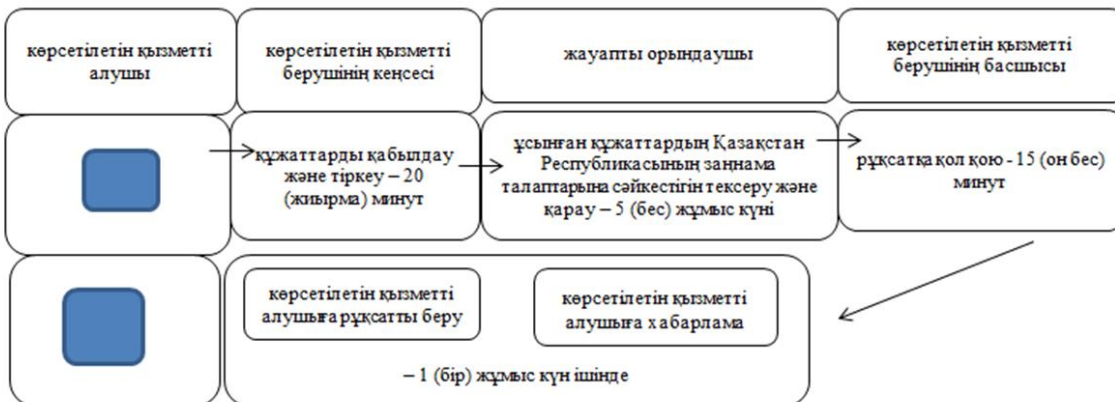 көрсетілетін қызметті
алушы
көрсетілетін қызметті
берушінің кеңсесі
жауапты орындаушы
көрсетілетін қызметті
берушінің басшысы
құжаттарды қабылдау
және тіркеу – 20
(жиырма) минут
ұсынған құжаттардың Қазақстан
Республикасының заңнама
талаптарына сәйкестігін тексеру және
қарау – 5 (бес) жұмыс күні
рұқсатқа қол қою - 15 (он бес)
минут
көрсетілетін қызметті
алушыға рұқсатты беру
көрсетілетін қызметті
алушыға хабарлама
– 1 (бір) жұмыс күн ішінде